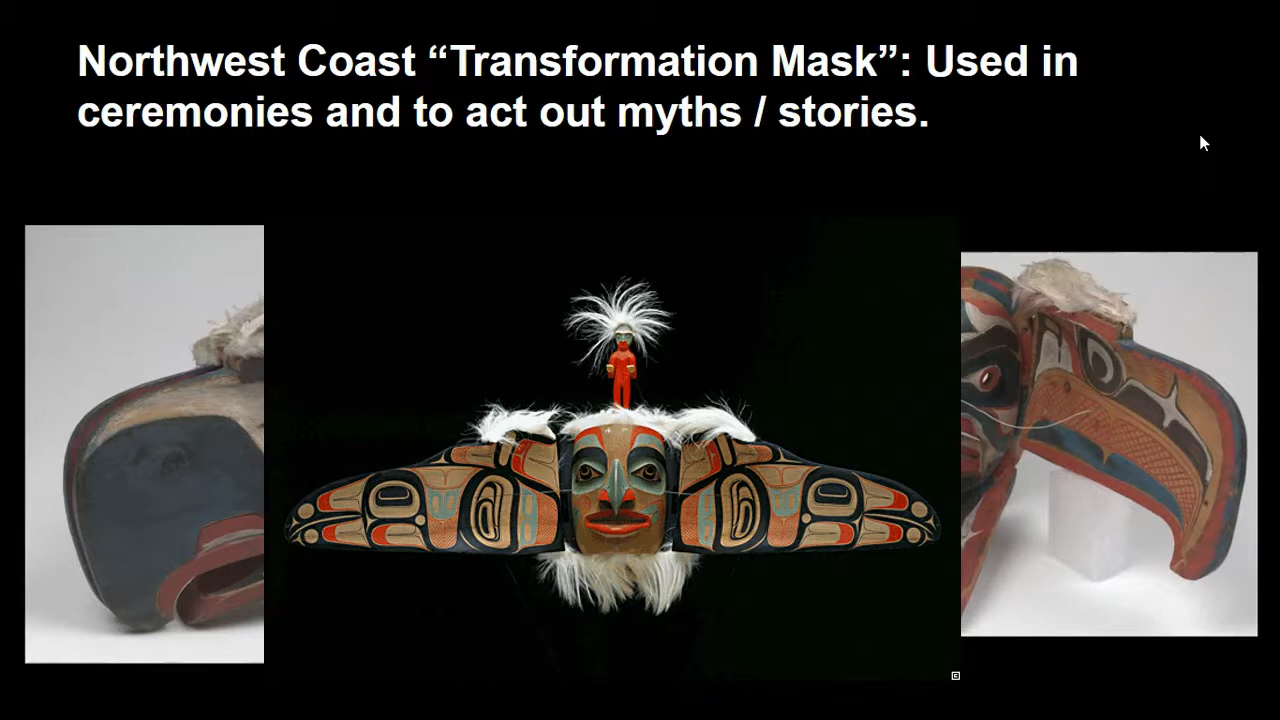 Northwest Coast “Transformation Mask”: Used in
ceremonies and to act out myths / stories.